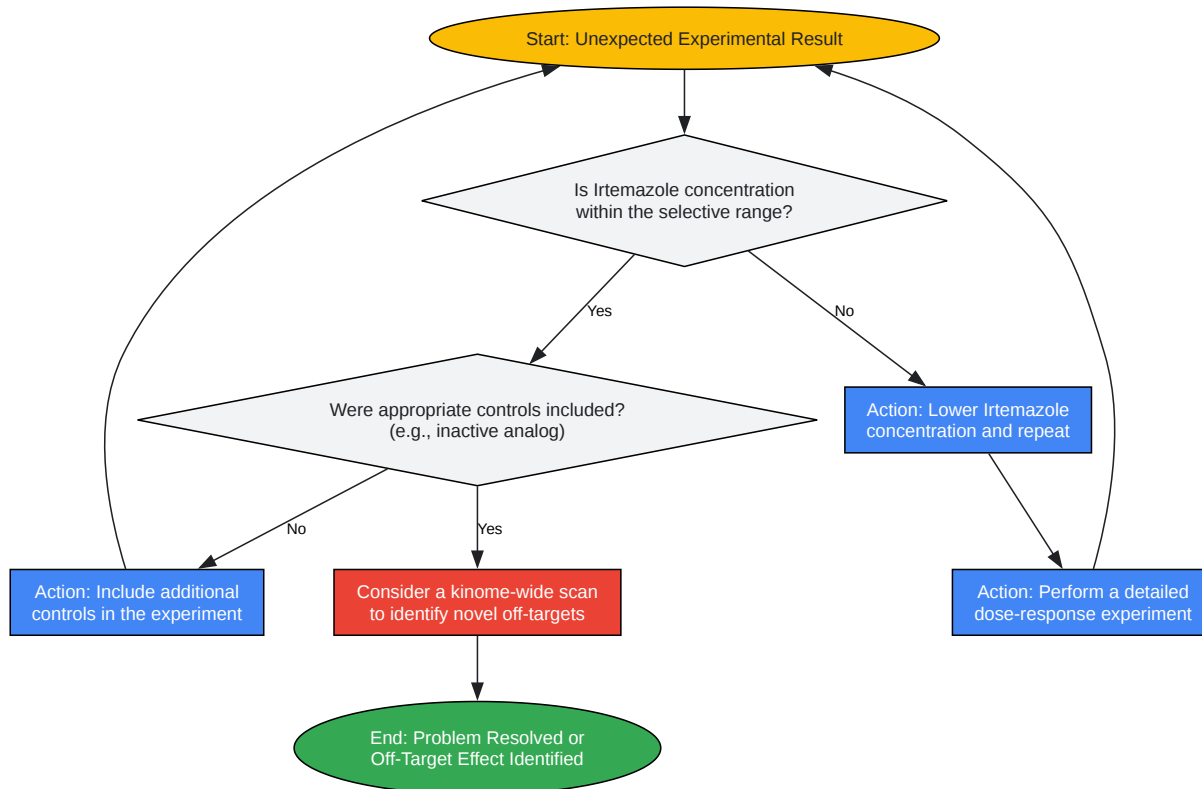 Start: Unexpected Experimental Result
Is Irtemazole concentration
within the selective range?
Yes
No
Were appropriate controls included?
(e.g., inactive analog)
Action: Lower Irtemazole
concentration and repeat
No
Yes
Action: Include additional
controls in the experiment
Consider a kinome-wide scan
to identify novel off-targets
Action: Perform a detailed
dose-response experiment
End: Problem Resolved or
Off-Target Effect Identified